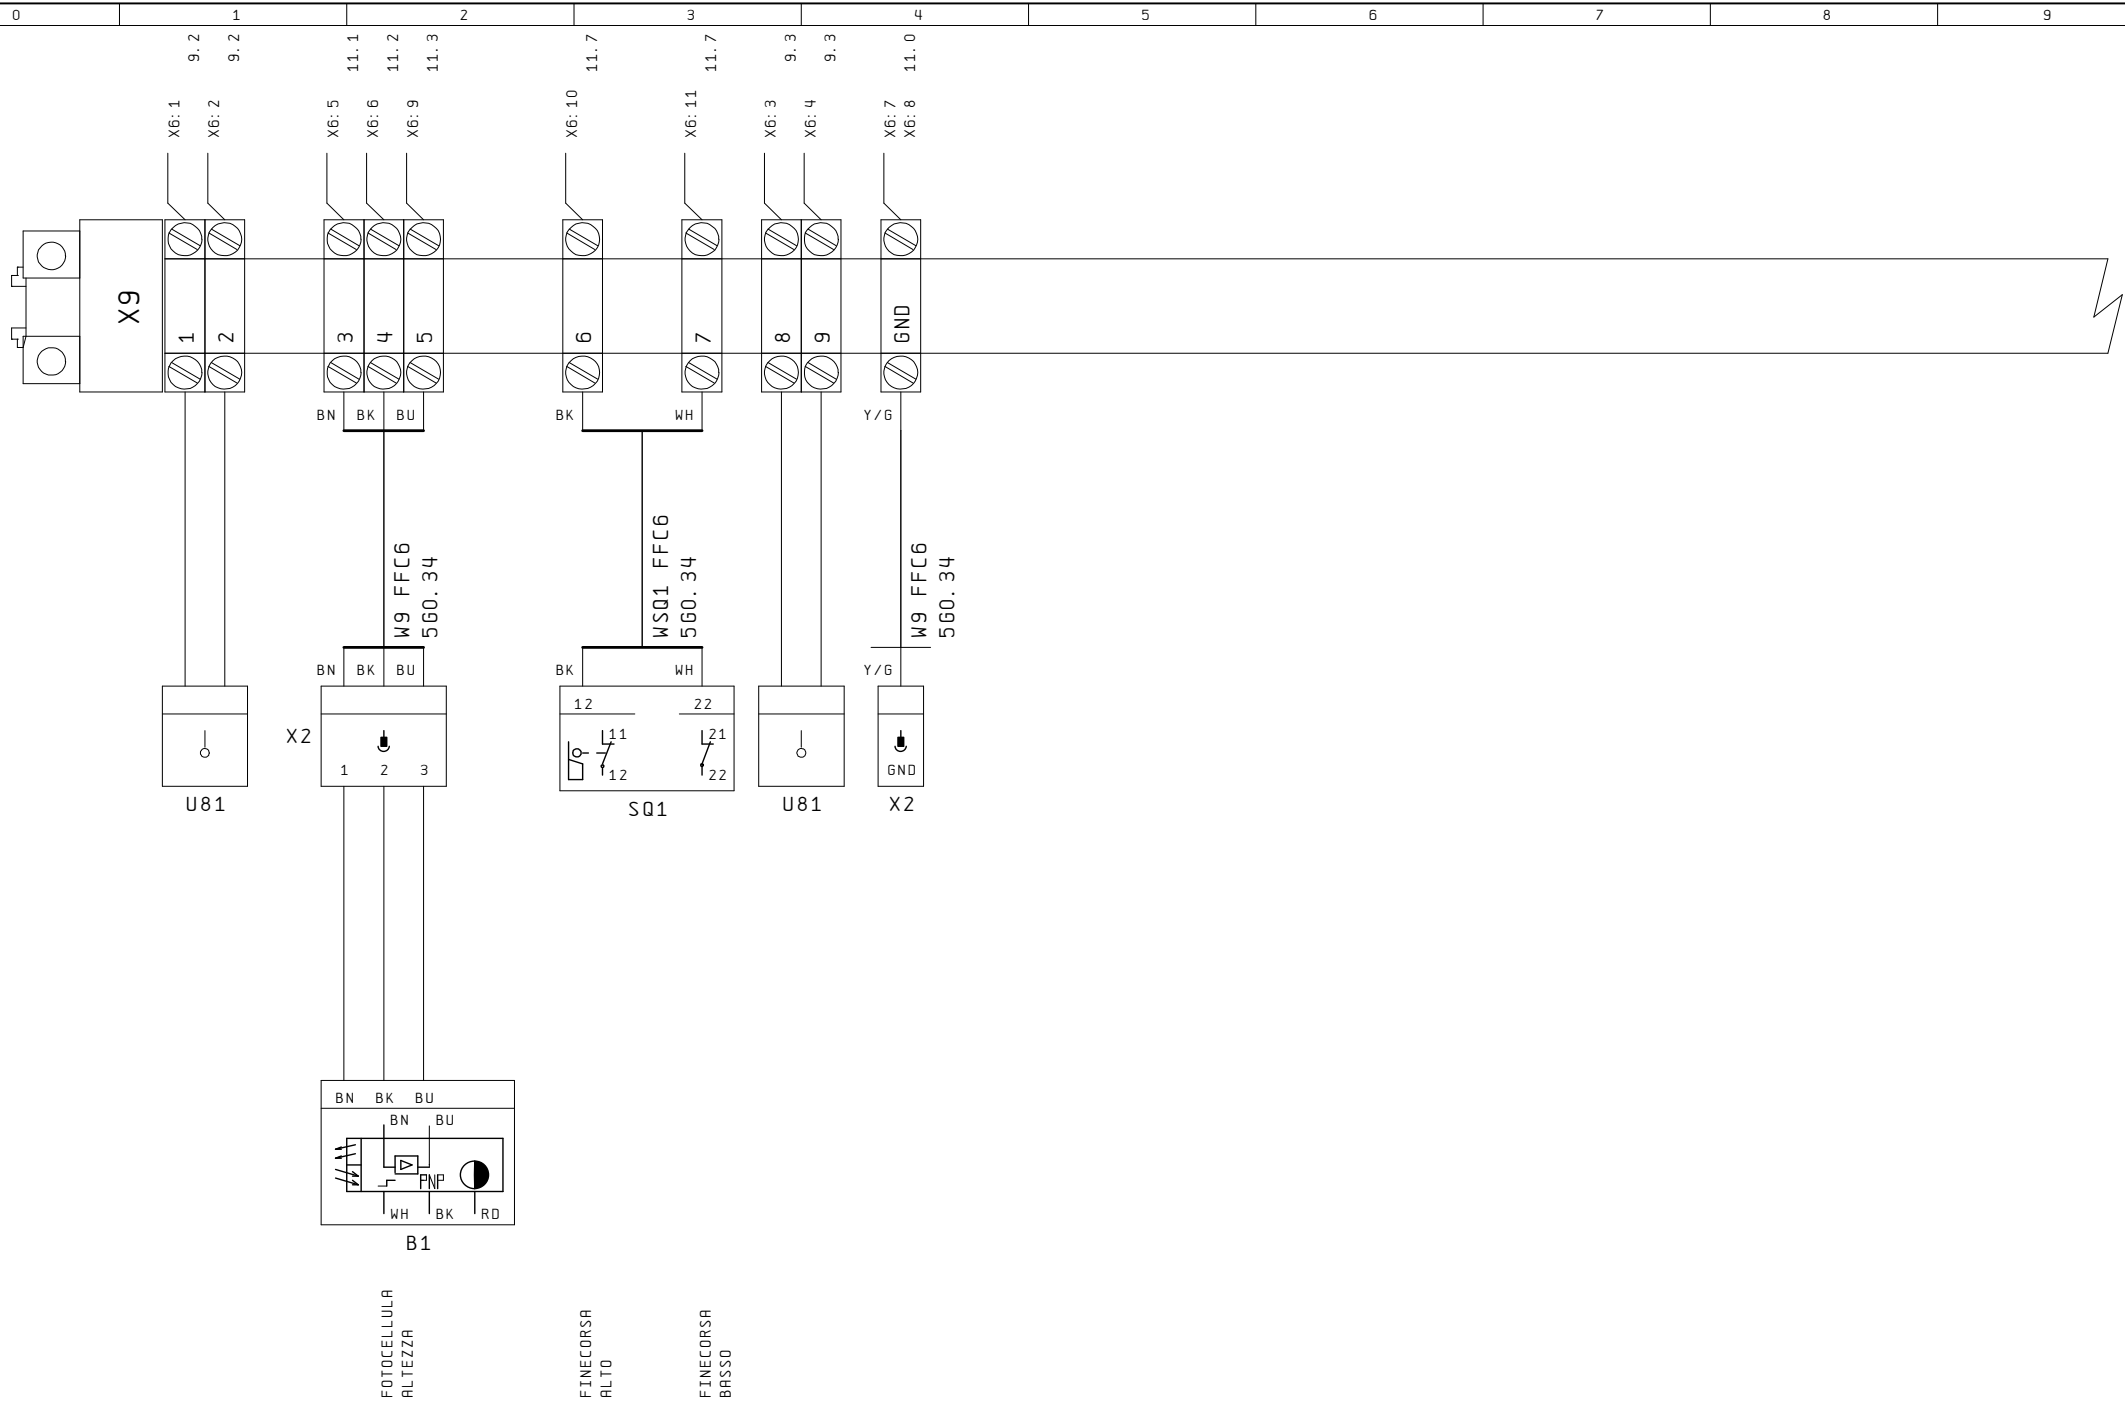 0 1 2 3 4 5 6 7 8 9
9.2 9.2 11.1 11.2 11.3 11.7 11.7 9.3 9.3 11.0
X6:1 X6:2 X6:5 X6:6 X6:9 X6:10 X6:11 X6:3 X6:4 X6:7
X6:8
X9
1 2 3 4 5 6 7 8 9 GND
BN BK BU BK WH Y/G
W9 FFC6
5G0.34
WSQ1 FFC6
5G0.34
W9 FFC6
5G0.34
BN BK BU BK WH Y/G
12 22
X2
11 21
1 2 3 12 22 GND
U81 SQ1 U81 X2
BN BK BU
BN BU
PNP
WH BK RD
B1
FOTOCELLULA
ALTEZZA
FINECORSA
ALTO
FINECORSA
BASSO